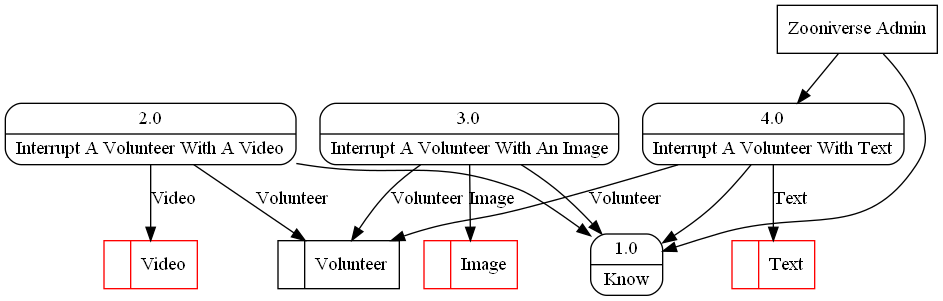 Zooniverse Admin
2.0
Interrupt A Volunteer With A Video
3.0
Interrupt A Volunteer With An Image
4.0
Interrupt A Volunteer With Text
Video
Volunteer
Volunteer
Image
Volunteer
Text
Video
Volunteer
Image
1.0
Know
Text